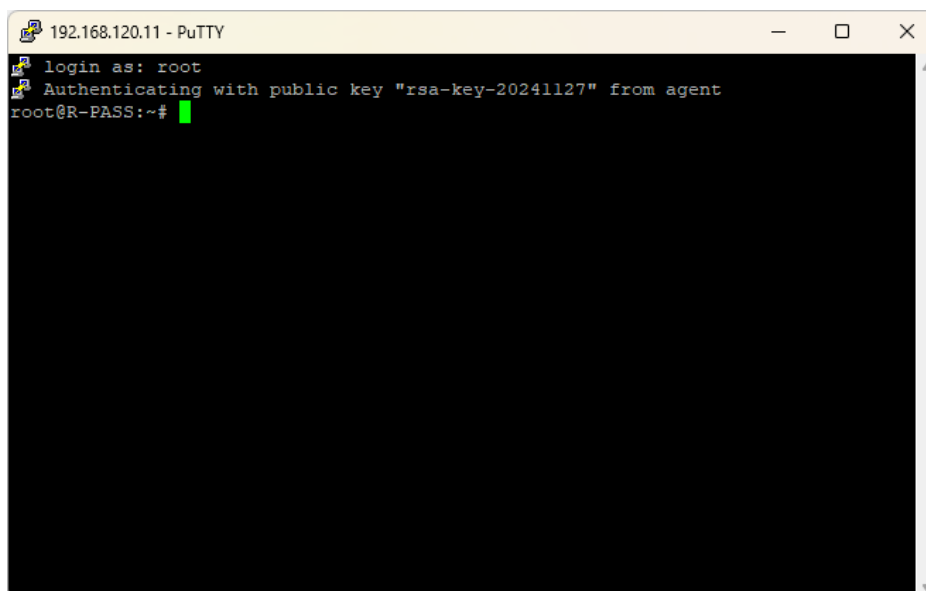 192.168.120.11 - PuTTY
login as: root
Authenticating with public key "rsa-key-20241127" from agent
root@R-PASS:~#